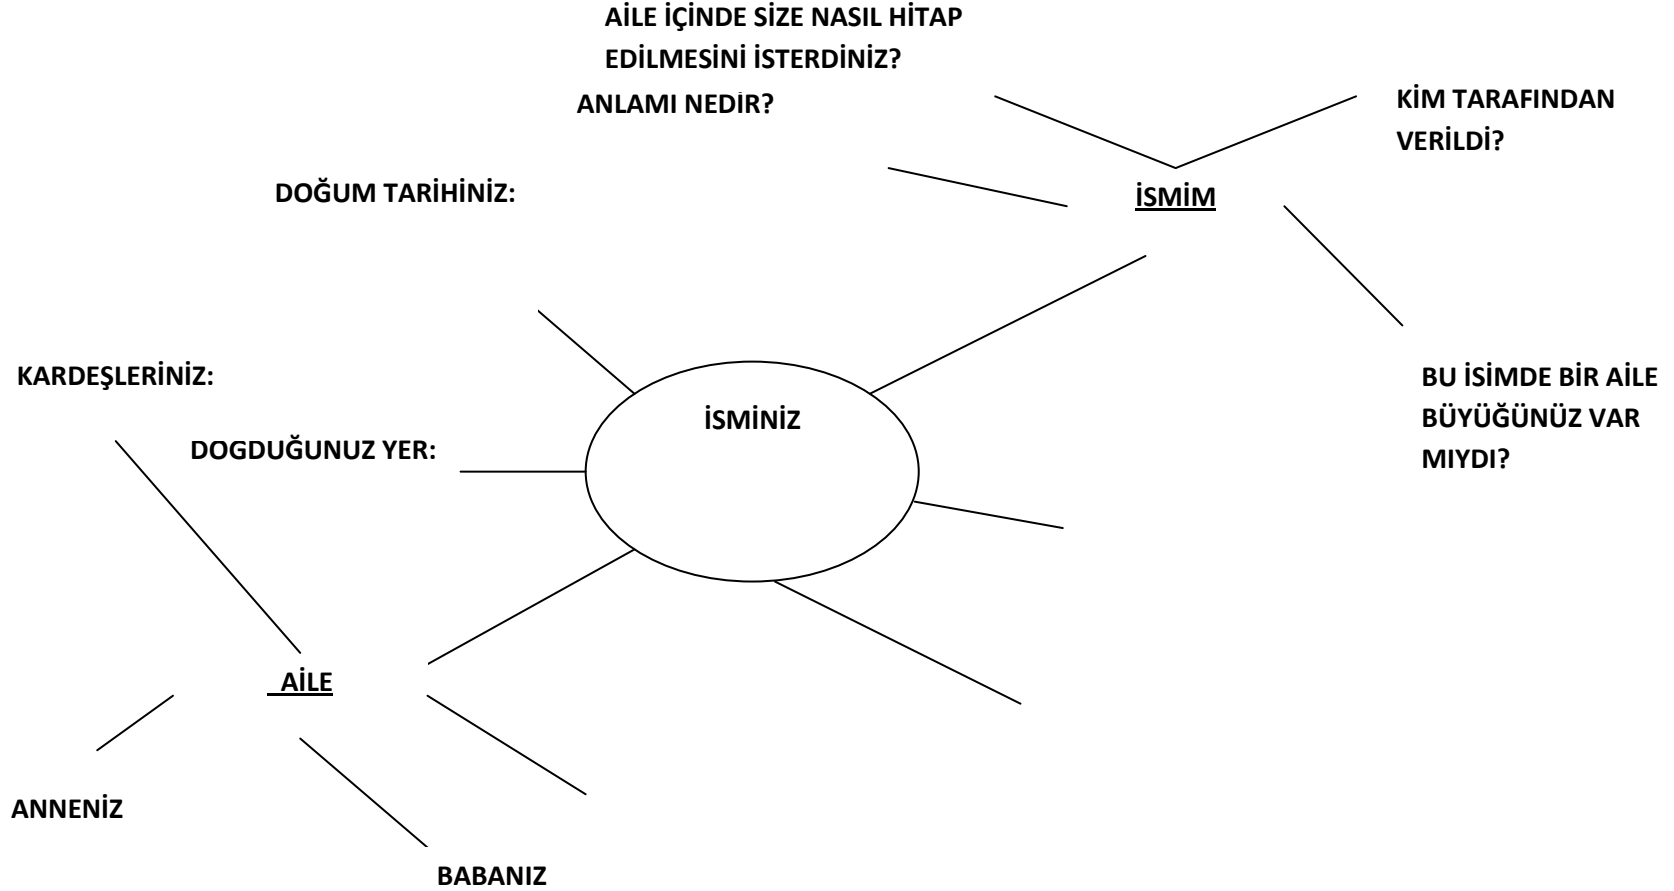 AİLE İÇİNDE SİZE NASIL HİTAP
EDİLMESİNİ İSTERDİNİZ?
ANLAMI NEDİR?
KİM TARAFINDAN
VERİLDİ?
DOĞUM TARİHİNİZ:
İSMİM
KARDEŞLERİNİZ:
BU İSİMDE BİR AİLE
BÜYÜĞÜNÜZ VAR
MIYDI?
İSMİNİZ
DOGDUĞUNUZ YER:
AİLE
ANNENİZ
BABANIZ